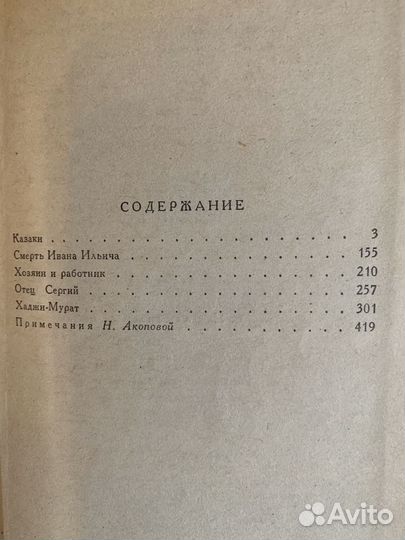 СОДЕРЖАНИЕ
Казаки . . . . . . . . . . . . . . . . . . . . 3
Смерть Ивана Ильича . . . . . . . . . . . . . 155
Хозяин и работник . . . . . . . . . . . . . . 210
Отец Сергий . . . . . . . . . . . . . . . . . 257
Хаджи-Мурат . . . . . . . . . . . . . . . . . 301
Примечания Н. Акоповой . . . . . . . . . . . 419
Avito